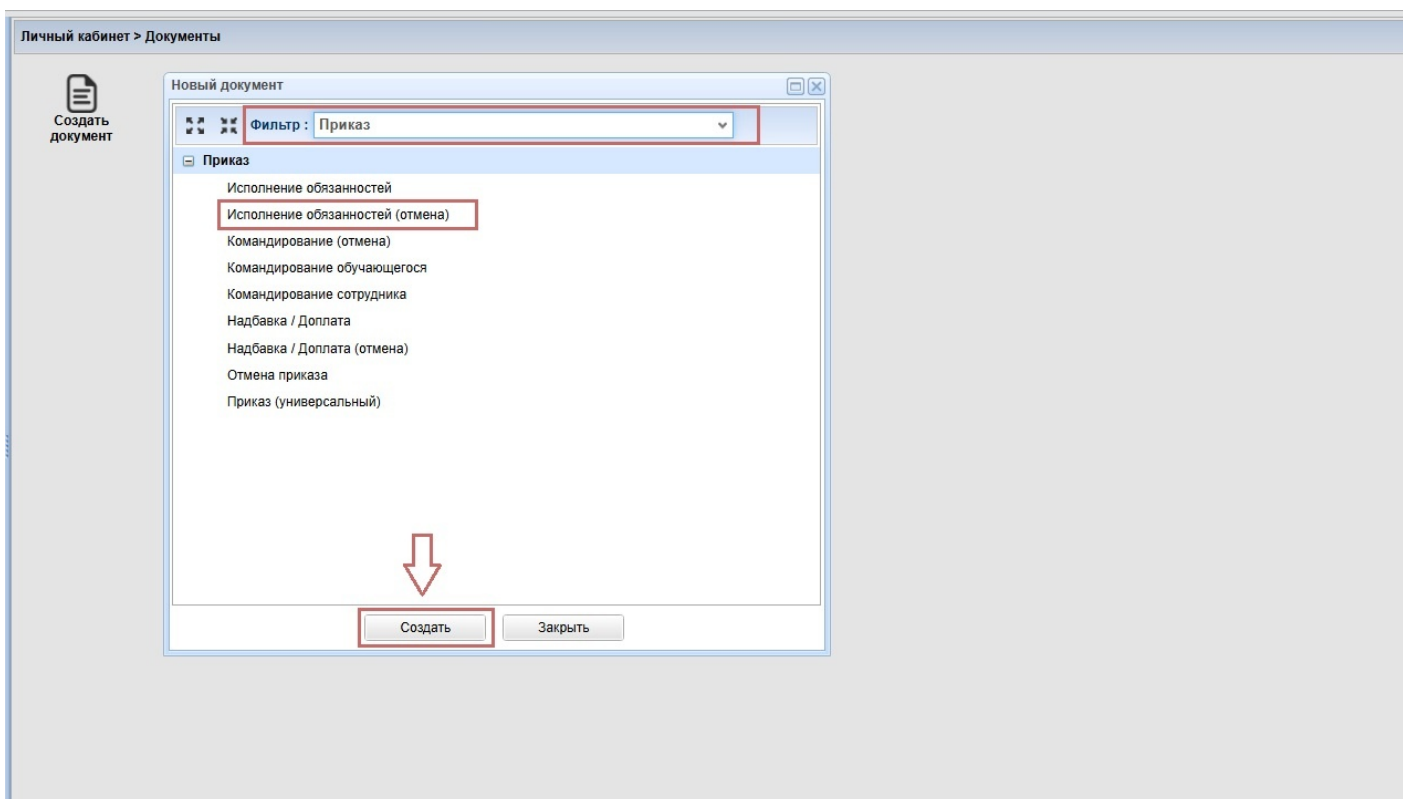 Личный кабинет > Документы
Создать
документ
Новый документ
Фильтр : Приказ
Приказ
Исполнение обязанностей
Исполнение обязанностей (отмена)
Командирование (отмена)
Командирование обучающегося
Командирование сотрудника
Надбавка / Доплата
Надбавка / Доплата (отмена)
Отмена приказа
Приказ (универсальный)
Создать
Закрыть